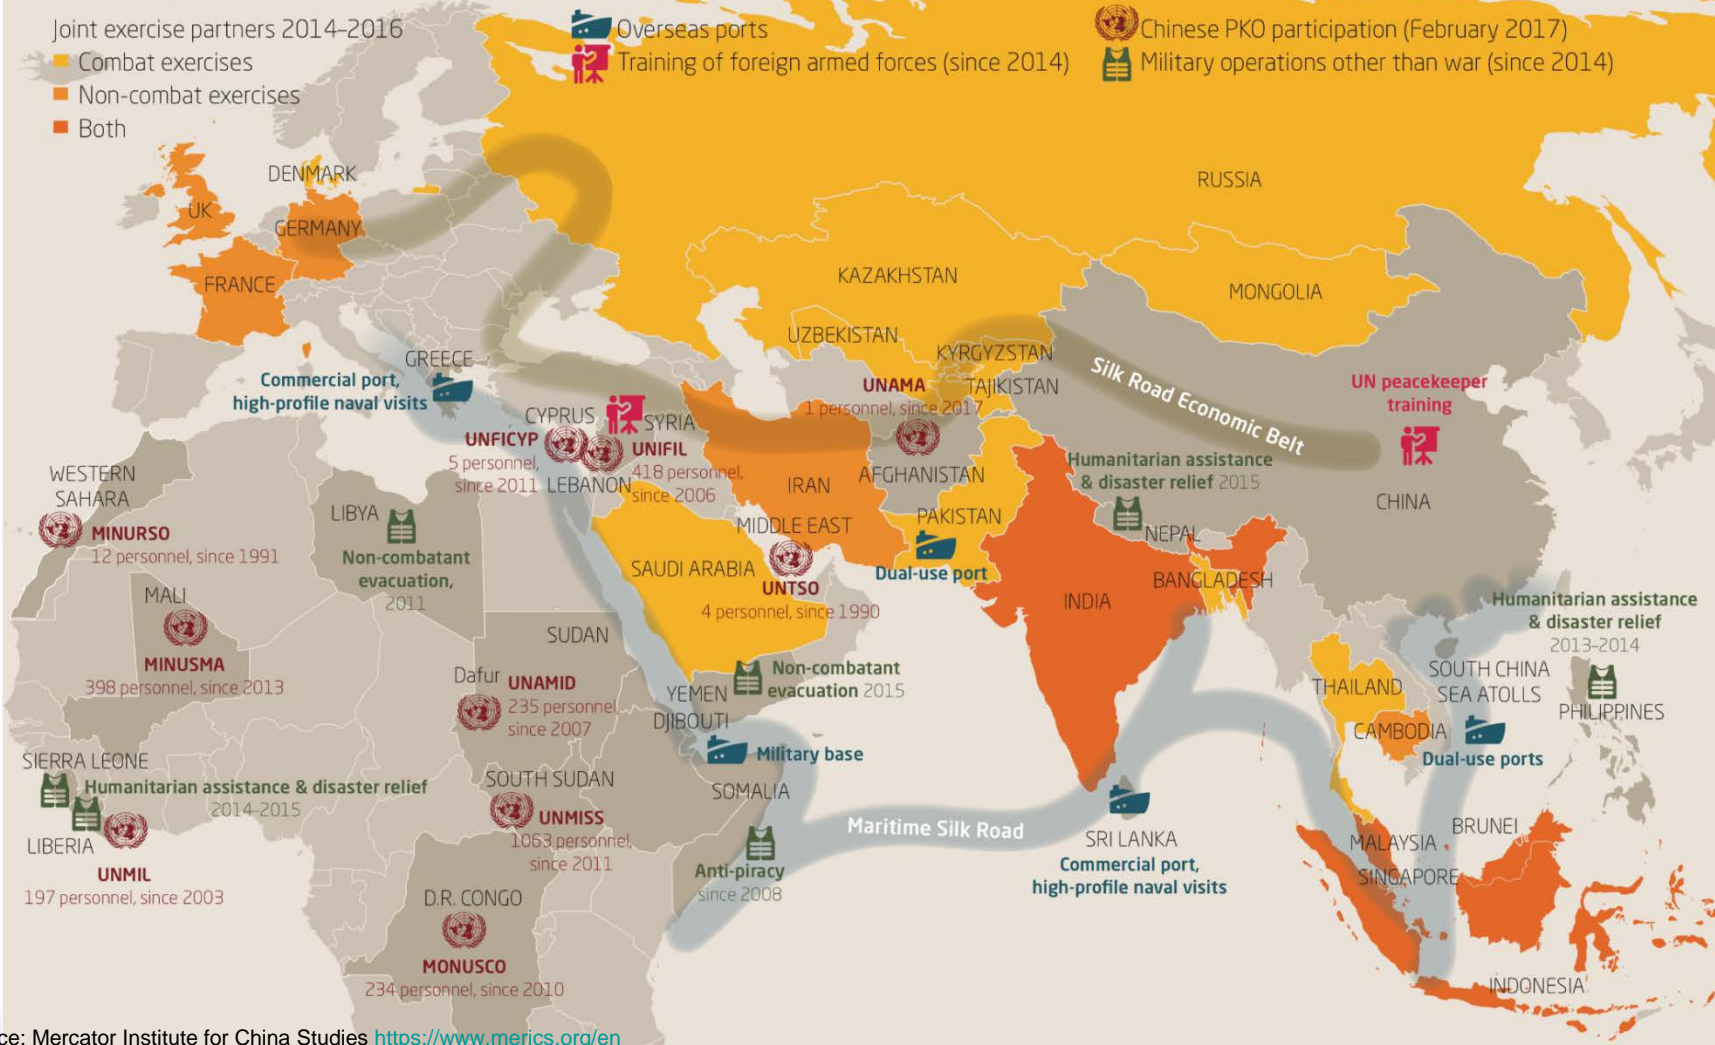 Joint exercise partners 2014–2016
Combat exercises
Non-combat exercises
Both
Overseas ports
Training of foreign armed forces (since 2014)
Chinese PKO participation (February 2017)
Military operations other than war (since 2014)
DENMARK
UK
GERMANY
FRANCE
RUSSIA
KAZAKHSTAN
MONGOLIA
UZBEKISTAN
KYRGYZSTAN
TAJIKISTAN
Silk Road Economic Belt
GREECE
Commercial port,
high-profile naval visits
CYPRUS
SYRIA
UNFICYP
5 personnel,
since 2011
LEBANON
UNIFIL
418 personnel,
since 2006
UNAMA
1 personnel, since 2017
AFGHANISTAN
IRAN
UN peacekeeper
training
CHINA
Humanitarian assistance
& disaster relief 2015
NEPAL
WESTERN
SAHARA
MINURSO
12 personnel, since 1991
LIBYA
Non-combatant
evacuation,
2011
MIDDLE EAST
UNTSO
4 personnel, since 1990
SAUDI ARABIA
PAKISTAN
Dual-use port
INDIA
BANGLADESH
MALI
MINUSMA
398 personnel, since 2013
SUDAN
Dafur
UNAMID
235 personnel
since 2007
YEMEN
Non-combatant
evacuation 2015
DJIBOUTI
Military base
Humanitarian assistance
& disaster relief
2013–2014
SOUTH CHINA
SEA ATOLLS
Dual-use ports
PHILIPPINES
THAILAND
CAMBODIA
SIERRA LEONE
Humanitarian assistance & disaster relief
2014–2015
LIBERIA
UNMIL
197 personnel, since 2003
SOUTH SUDAN
UNMISS
1063 personnel,
since 2011
SOMALIA
Anti-piracy
since 2008
Maritime Silk Road
SRI LANKA
Commercial port,
high-profile naval visits
MALAYSIA
BRUNEI
SINGAPORE
D.R. CONGO
MONUSCO
234 personnel, since 2010
INDONESIA
ce: Mercator Institute for China Studies https://www.merics.org/en